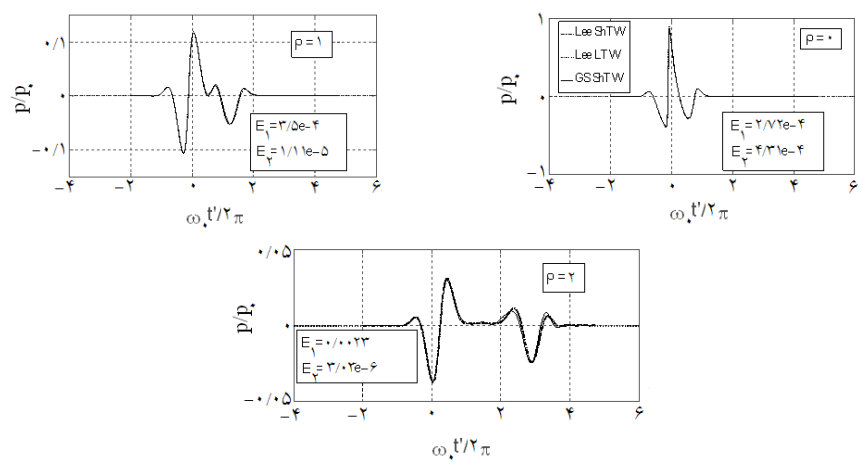 ۰/۱
۰
-۰/۱
p/p۰
ρ = ۱
E۱=۳/۵e-۴
E۲=۱/۱۱e-۵
-۴ -۲ ۰ ۲ ۴ ۶
ω۰t'/۲π
۱
۰
-۱
p/p۰
Lee ShTW
Lee LTW
GS ShTW
ρ = ۰
E۱=۲/۷۲e-۴
E۲=۴/۳۱e-۴
-۴ -۲ ۰ ۲ ۴ ۶
ω۰t'/۲π
۰/۰۵
۰
-۰/۰۵
p/p۰
ρ = ۲
E۱=۰/۰۰۲۳
E۲=۳/۰۲e-۶
-۴ -۲ ۰ ۲ ۴ ۶
ω۰t'/۲π